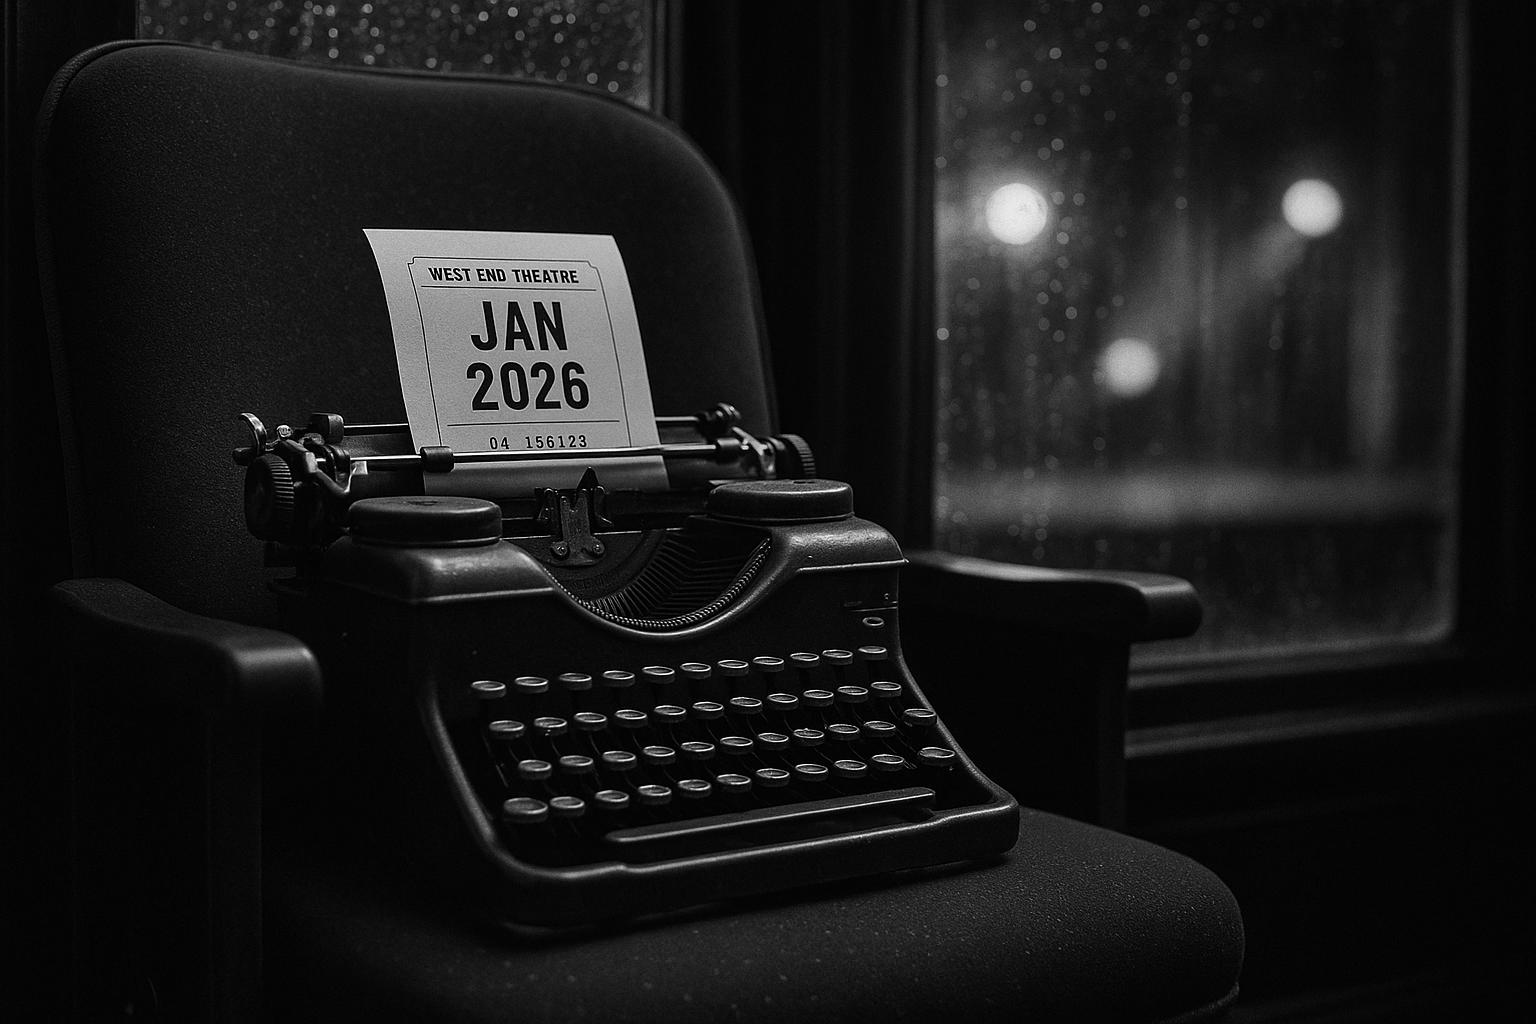 WEST END THEATRE
JAN
2026
04 156123